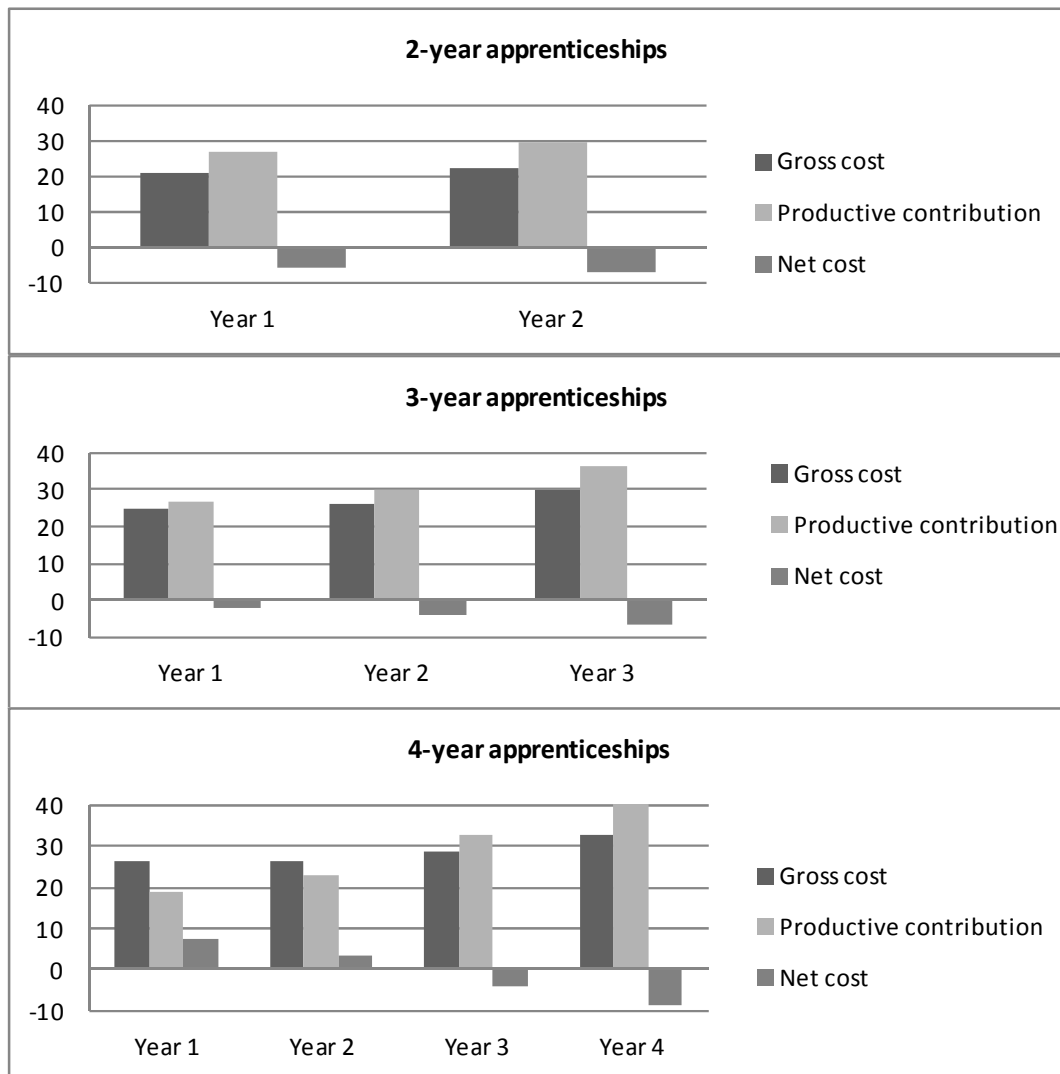 2-year apprenticeships
40
30
20
10
0
-10
Year 1
Year 2
Gross cost
Productive contribution
Net cost
3-year apprenticeships
40
30
20
10
0
-10
Year 1
Year 2
Year 3
Gross cost
Productive contribution
Net cost
4-year apprenticeships
40
30
20
10
0
-10
Year 1
Year 2
Year 3
Year 4
Gross cost
Productive contribution
Net cost